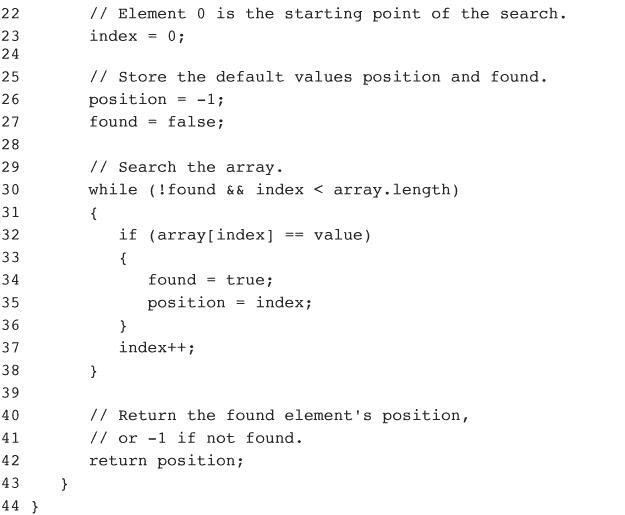 22       // Element 0 is the starting point of the search.
23       index = 0;
24
25       // Store the default values position and found.
26       position = -1;
27       found = false;
28
29       // Search the array.
30       while (!found && index < array.length)
31       {
32          if (array[index] == value)
33          {
34             found = true;
35             position = index;
36          }
37          index++;
38       }
39
40       // Return the found element's position,
41       // or -1 if not found.
42       return position;
43    }
44 }